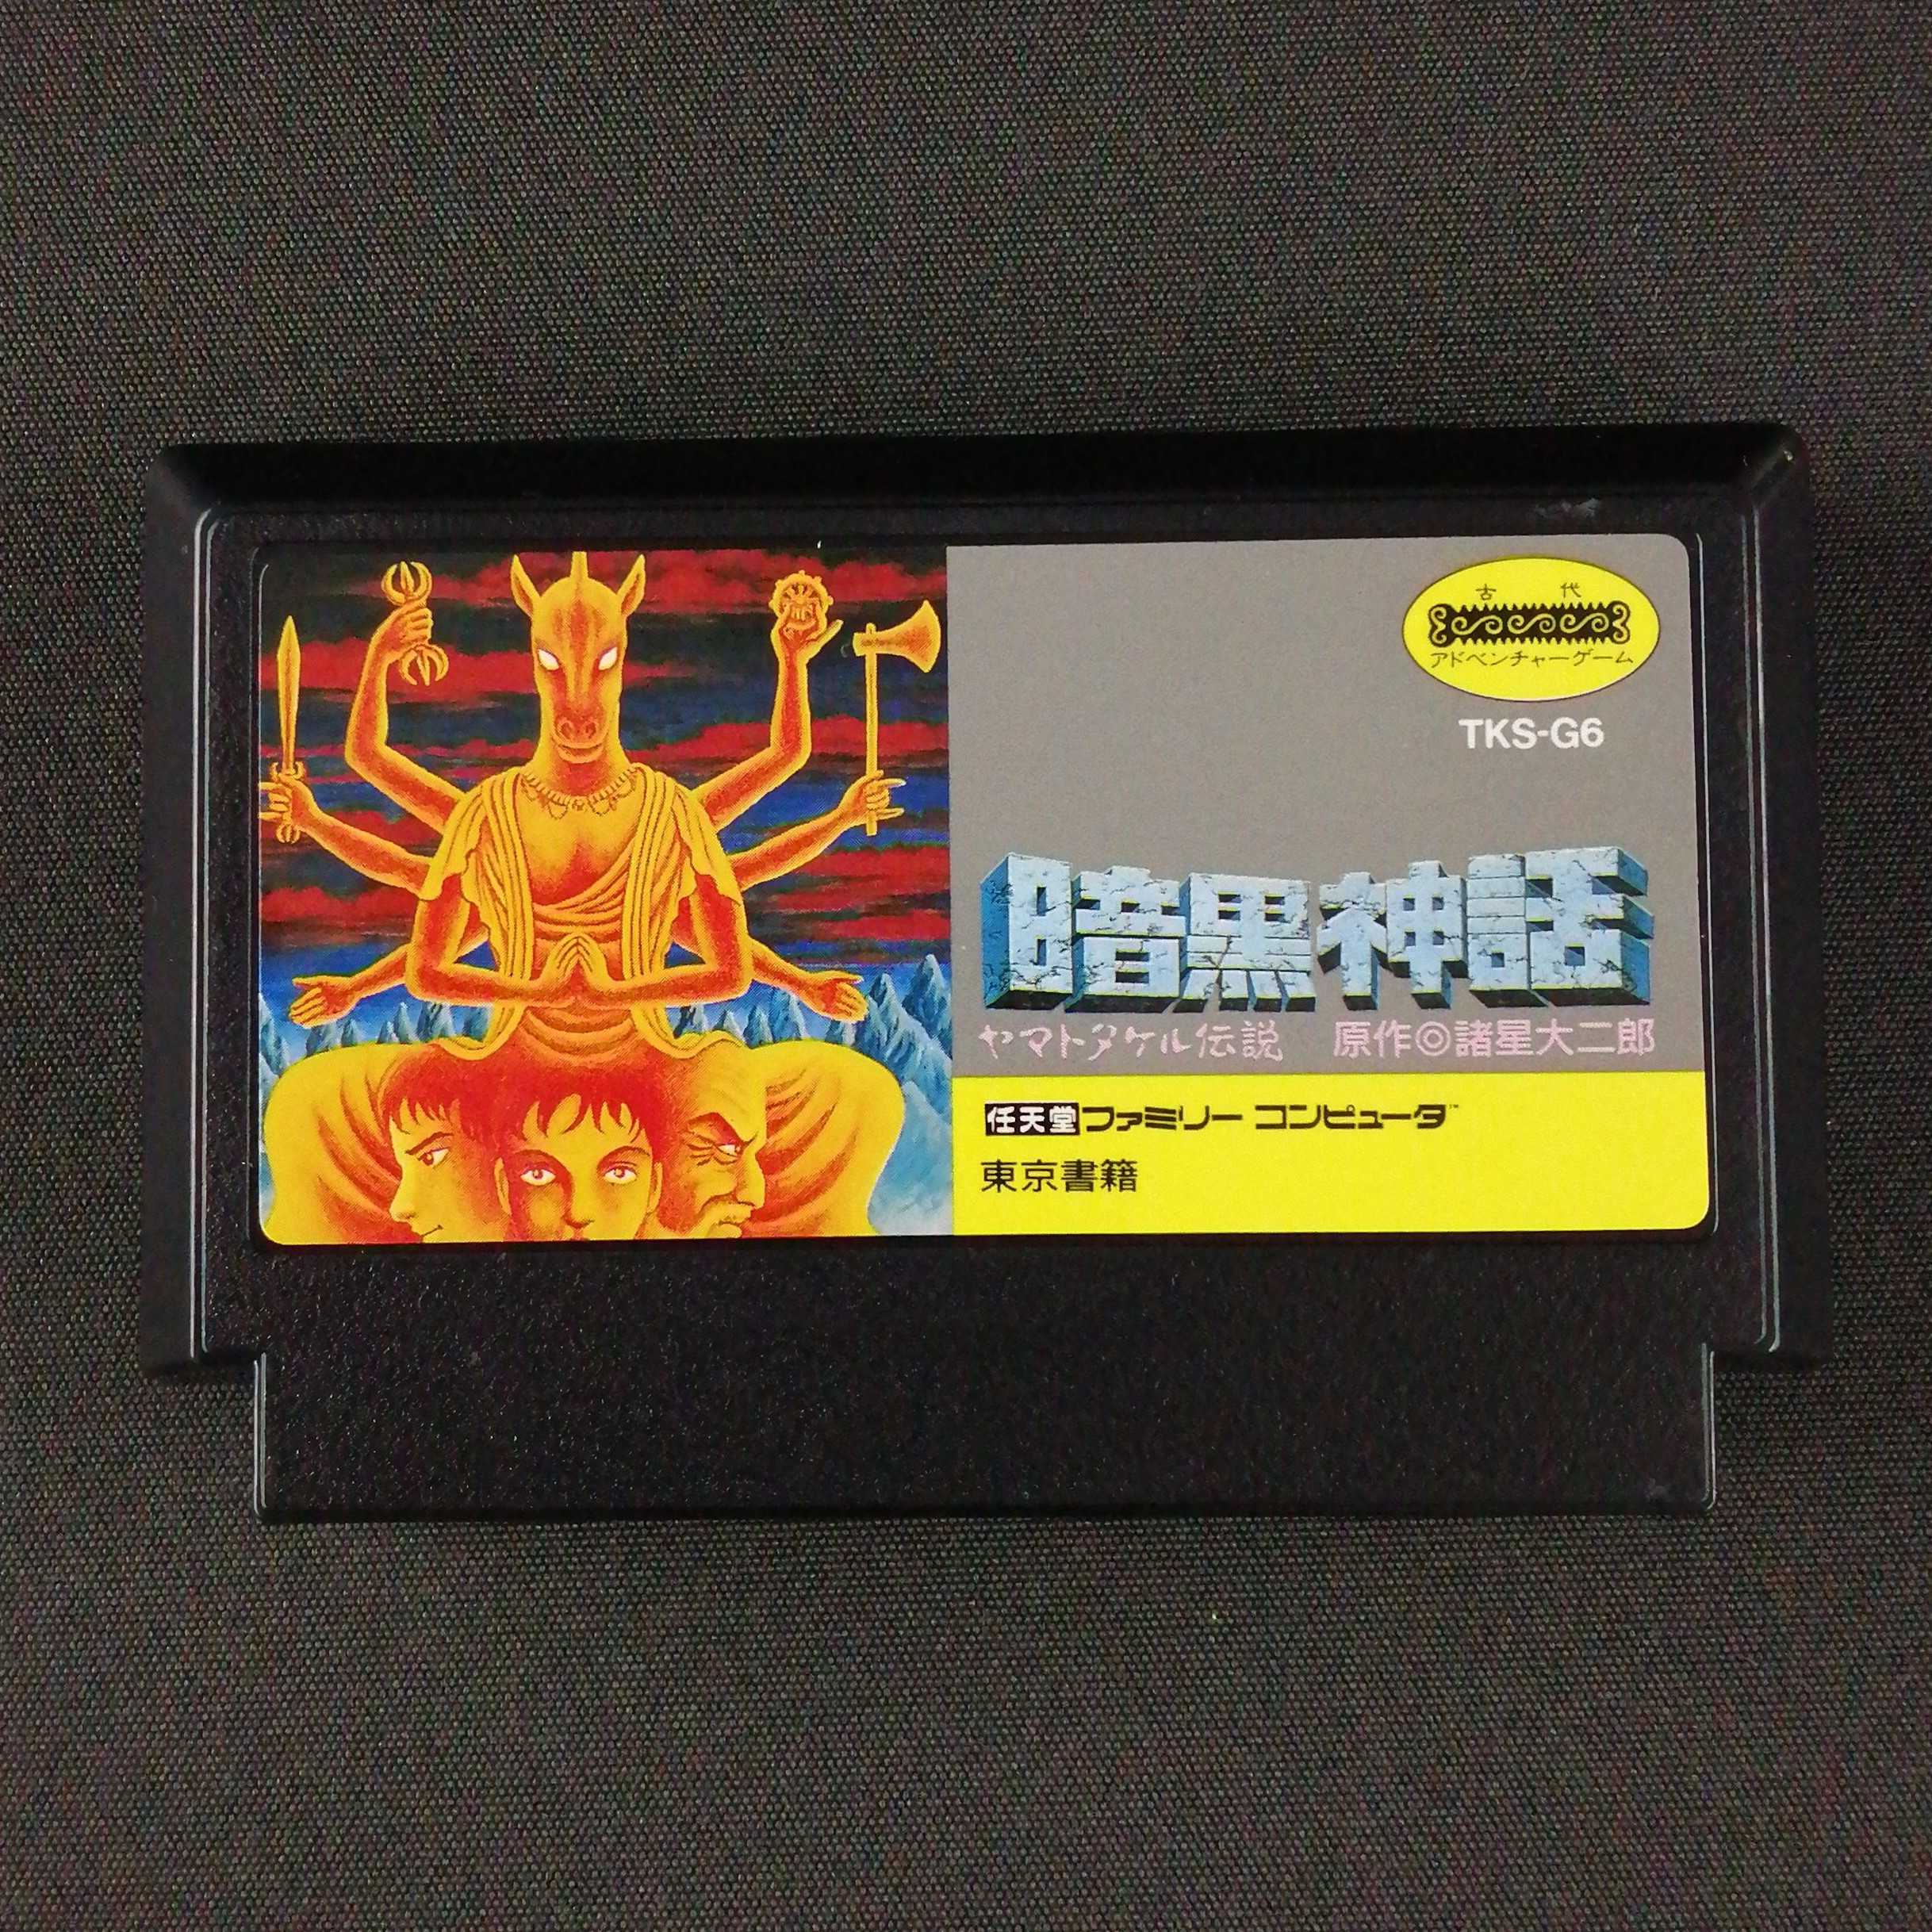 古代
アドベンチャーゲーム
TKS-G6
暗黒神話
ヤマトタケル伝説 原作◎諸星大二郎
任天堂ファミリーコンピュータ™
東京書籍